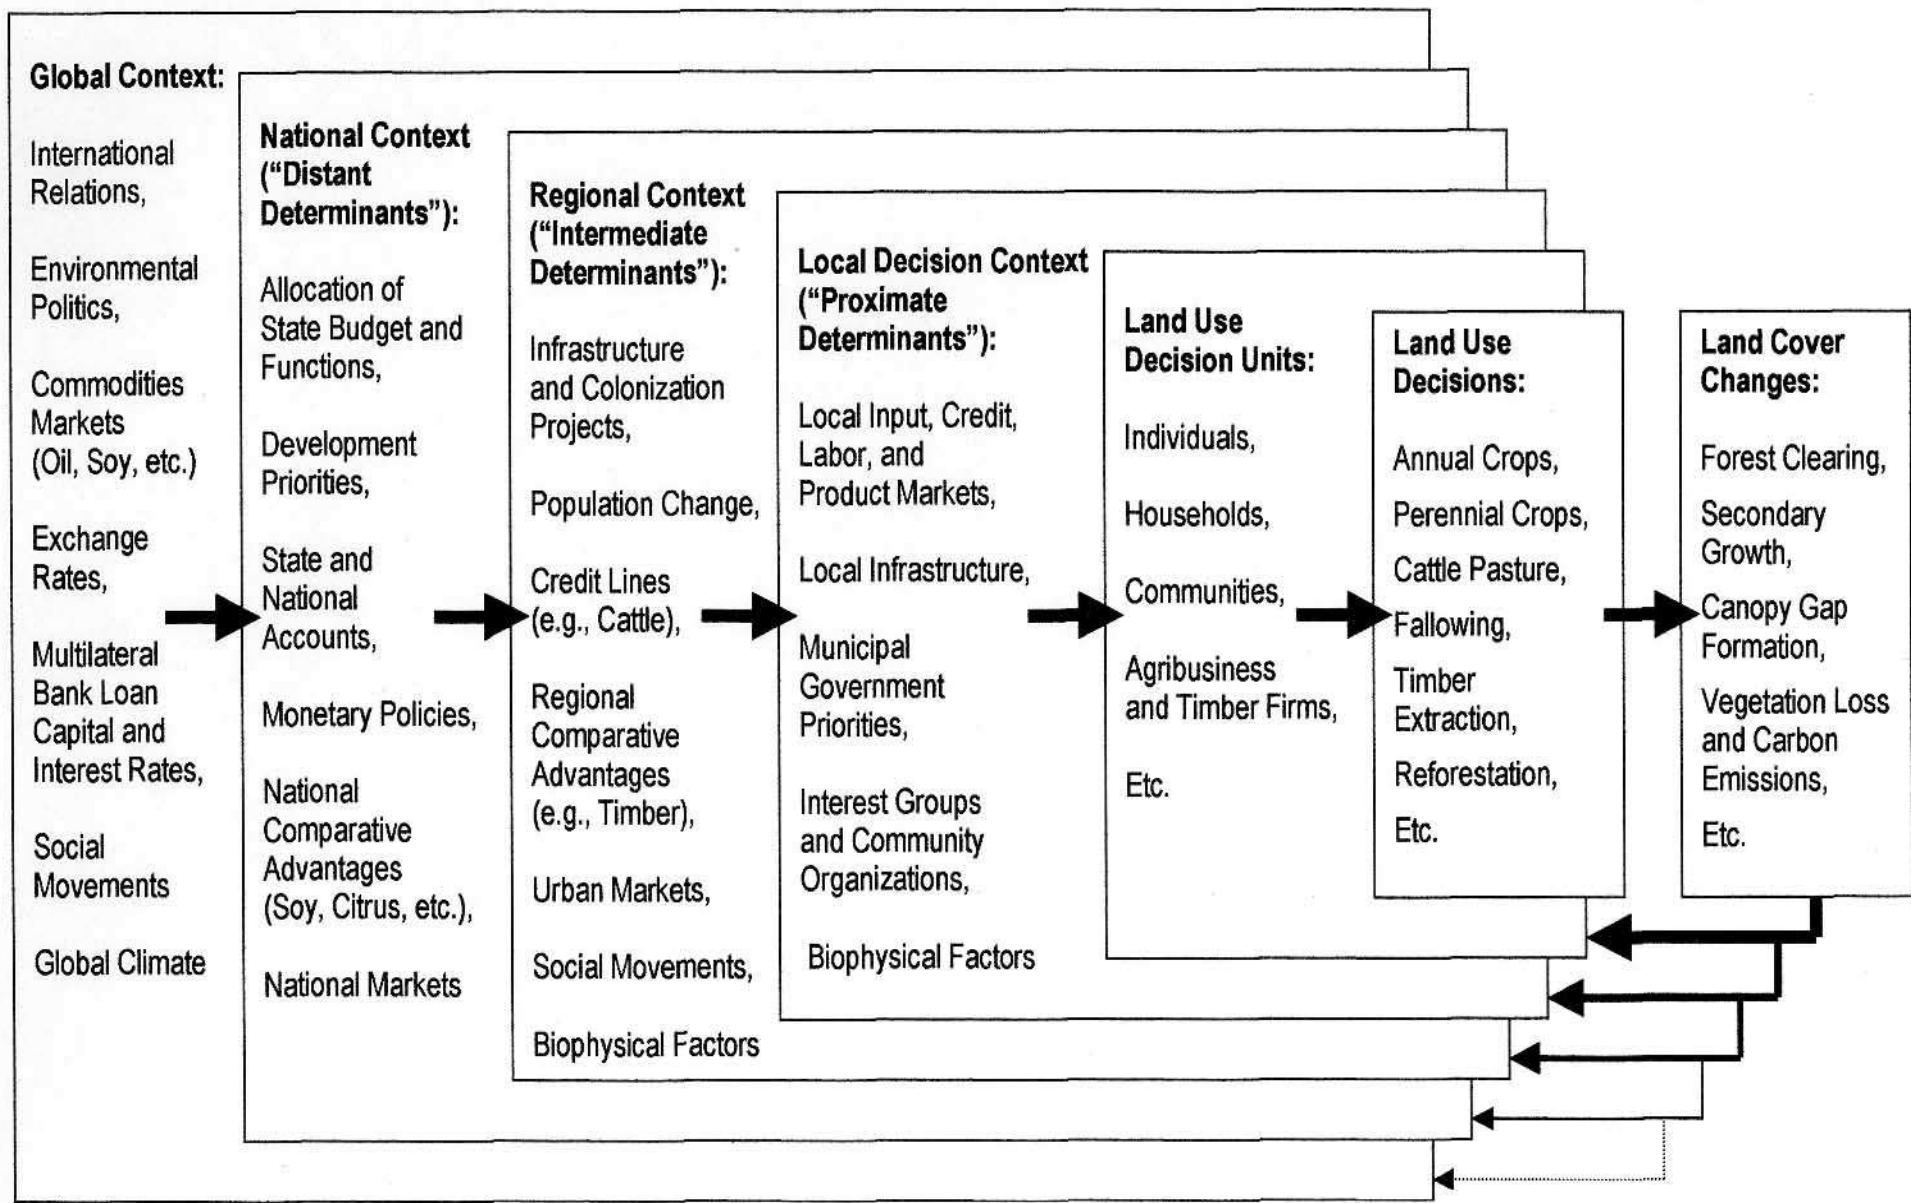 Global Context:
International
Relations,
Environmental
Politics,
Commodities
Markets
(Oil, Soy, etc.)
Exchange
Rates,
Multilateral
Bank Loan
Capital and
Interest Rates,
Social
Movements
Global Climate
National Context
(“Distant
Determinants”):
Allocation of
State Budget and
Functions,
Development
Priorities,
State and
National
Accounts,
Monetary Policies,
National
Comparative
Advantages
(Soy, Citrus, etc.),
National Markets
Regional Context
(“Intermediate
Determinants”):
Infrastructure
and Colonization
Projects,
Population Change,
Credit Lines
(e.g., Cattle),
Regional
Comparative
Advantages
(e.g., Timber),
Urban Markets,
Social Movements,
Biophysical Factors
Local Decision Context
(“Proximate
Determinants”):
Local Input, Credit,
Labor, and
Product Markets,
Local Infrastructure,
Municipal
Government
Priorities,
Interest Groups
and Community
Organizations,
Biophysical Factors
Land Use
Decision Units:
Individuals,
Households,
Communities,
Agribusiness
and Timber Firms,
Etc.
Land Use
Decisions:
Annual Crops,
Perennial Crops,
Cattle Pasture,
Fallowing,
Timber
Extraction,
Reforestation,
Etc.
Land Cover
Changes:
Forest Clearing,
Secondary
Growth,
Canopy Gap
Formation,
Vegetation Loss
and Carbon
Emissions,
Etc.